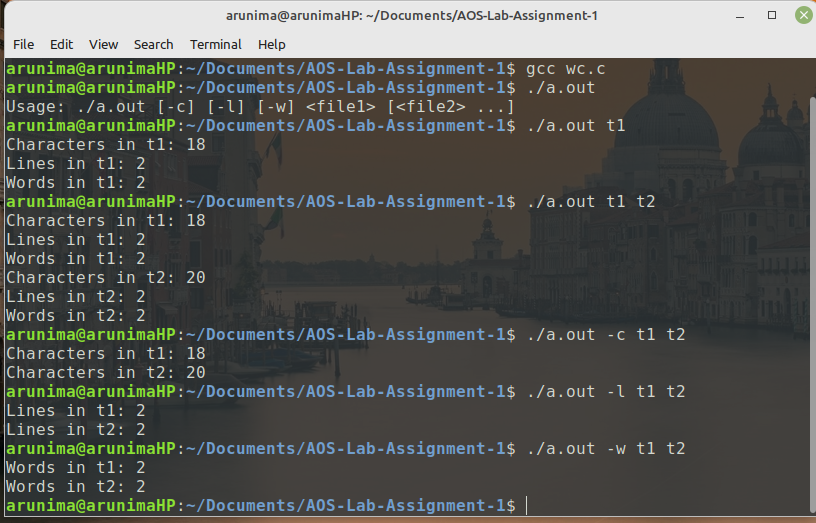 arunima@arunimaHP: ~/Documents/AOS-Lab-Assignment-1
File Edit View Search Terminal Help
arunima@arunimaHP:~/Documents/AOS-Lab-Assignment-1$ gcc wc.c
arunima@arunimaHP:~/Documents/AOS-Lab-Assignment-1$ ./a.out
Usage: ./a.out [-c] [-l] [-w] <file1> [<file2> ...]
arunima@arunimaHP:~/Documents/AOS-Lab-Assignment-1$ ./a.out t1
Characters in t1: 18
Lines in t1: 2
Words in t1: 2
arunima@arunimaHP:~/Documents/AOS-Lab-Assignment-1$ ./a.out t1 t2
Characters in t1: 18
Lines in t1: 2
Words in t1: 2
Characters in t2: 20
Lines in t2: 2
Words in t2: 2
arunima@arunimaHP:~/Documents/AOS-Lab-Assignment-1$ ./a.out -c t1 t2
Characters in t1: 18
Characters in t2: 20
arunima@arunimaHP:~/Documents/AOS-Lab-Assignment-1$ ./a.out -l t1 t2
Lines in t1: 2
Lines in t2: 2
arunima@arunimaHP:~/Documents/AOS-Lab-Assignment-1$ ./a.out -w t1 t2
Words in t1: 2
Words in t2: 2
arunima@arunimaHP:~/Documents/AOS-Lab-Assignment-1$